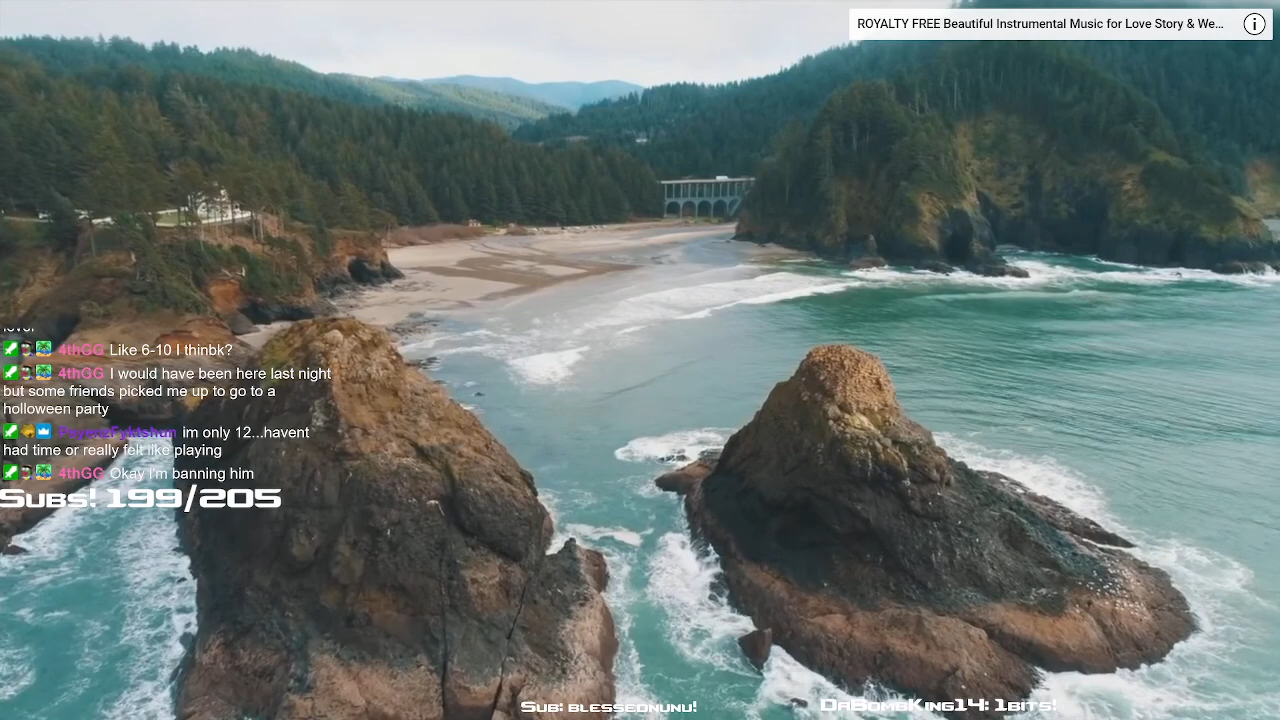 ROYALTY FREE Beautiful Instrumental Music for Love Story & We...
4thGG Like 6-10 I thinbk?
4thGG I would have been here last night
but some friends picked me up to go to a
holloween party
PsyenzFyktshun im only 12...havent
had time or really felt like playing
4thGG Okay I'm banning him
Subs! 199/205
Sub: blessednunu!
DaBombKing14: 1bits!